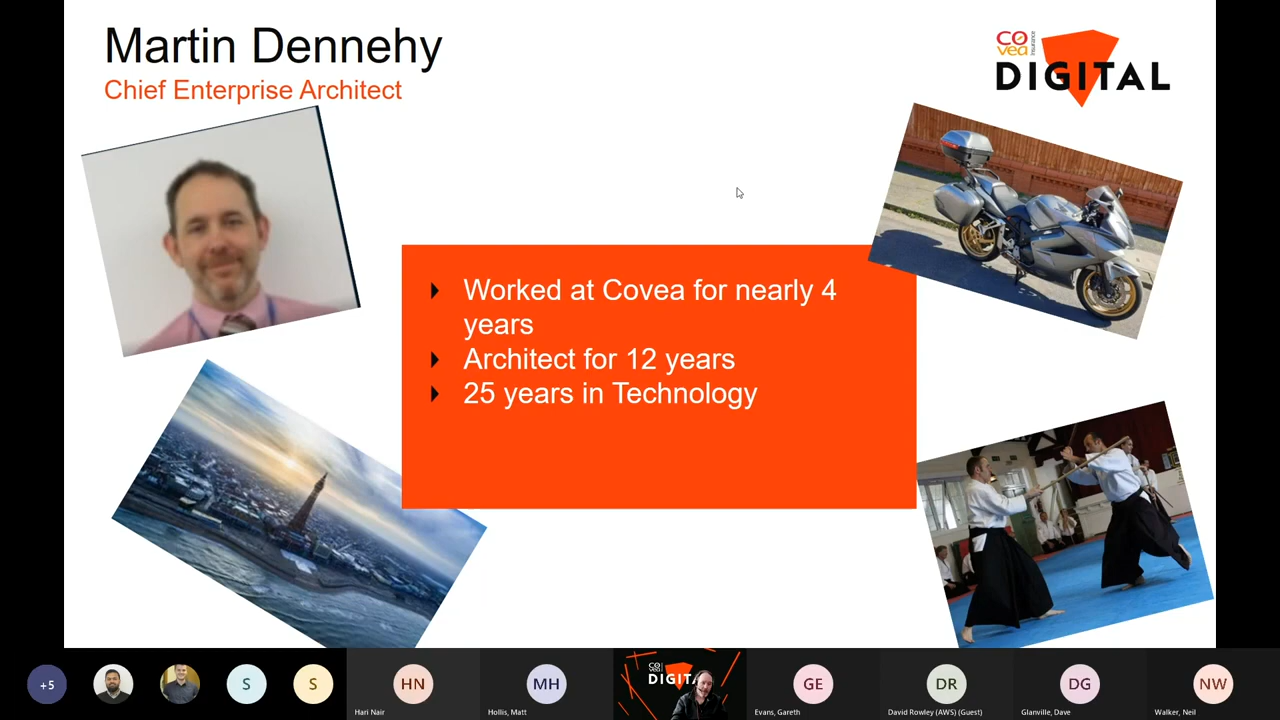 Martin Dennehy
Chief Enterprise Architect
covea
insurance
DIGITAL
Worked at Covea for nearly 4
years
Architect for 12 years
25 years in Technology
+5
S
S
HN
Hari Nair
MH
Hollis, Matt
covea
DIGITAL
GE
Evans, Gareth
DR
David Rowley (AWS) (Guest)
DG
Glanville, Dave
NW
Walker, Neil